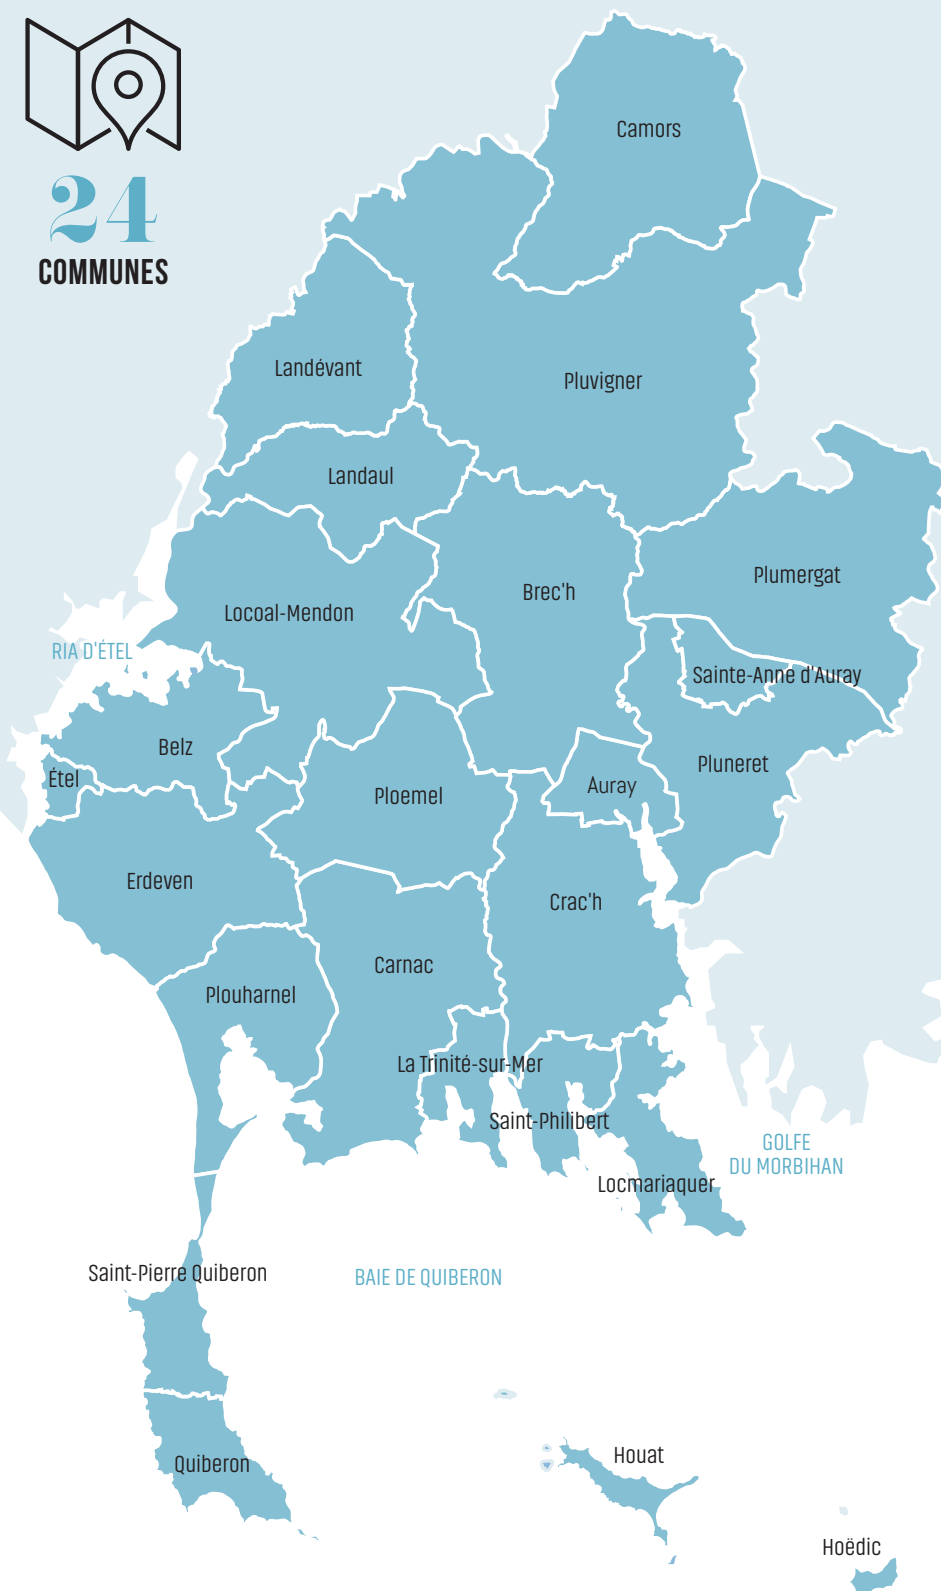 24
COMMUNES
Camors
Landévant
Pluvigner
Landaul
Plumergat
Brec'h
Locoal-Mendon
RIA D'ÉTEL
Sainte-Anne d'Auray
Belz
Pluneret
Étel
Auray
Ploemel
Erdeven
Crac'h
Carnac
Plouharnel
La Trinité-sur-Mer
Saint-Philibert
GOLFE
DU MORBIHAN
Locmariaquer
Saint-Pierre Quiberon
BAIE DE QUIBERON
Houat
Quiberon
Hoëdic